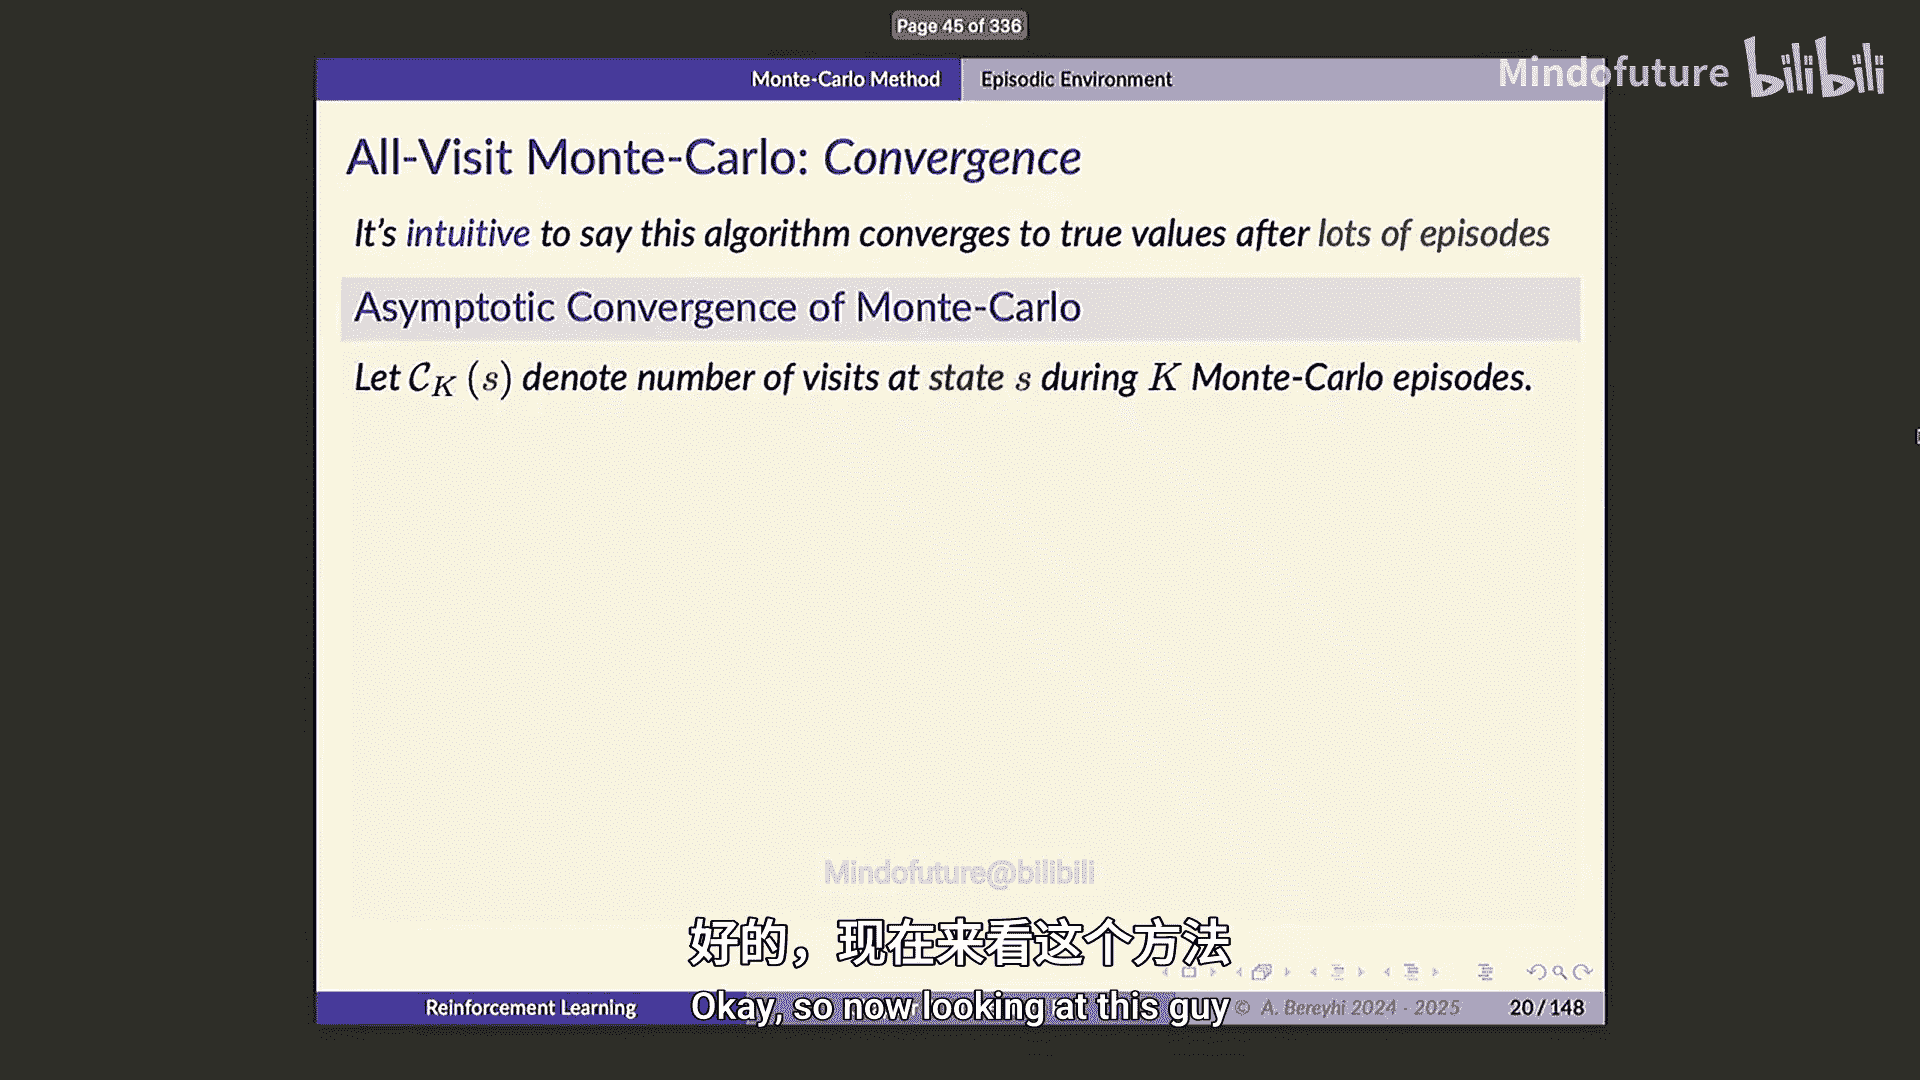 Page 45 of 336
Monte-Carlo Method Episodic Environment
Mindofuture bilibili
All-Visit Monte-Carlo: Convergence
It's intuitive to say this algorithm converges to true values after lots of episodes
Asymptotic Convergence of Monte-Carlo
Let 𝒞_K (s) denote number of visits at state s during K Monte-Carlo episodes.
Mindofuture@bilibili
好的，现在来看这个方法
Okay, so now looking at this guy
Reinforcement Learning
© A. Bereyhi 2024 - 2025
20 / 148